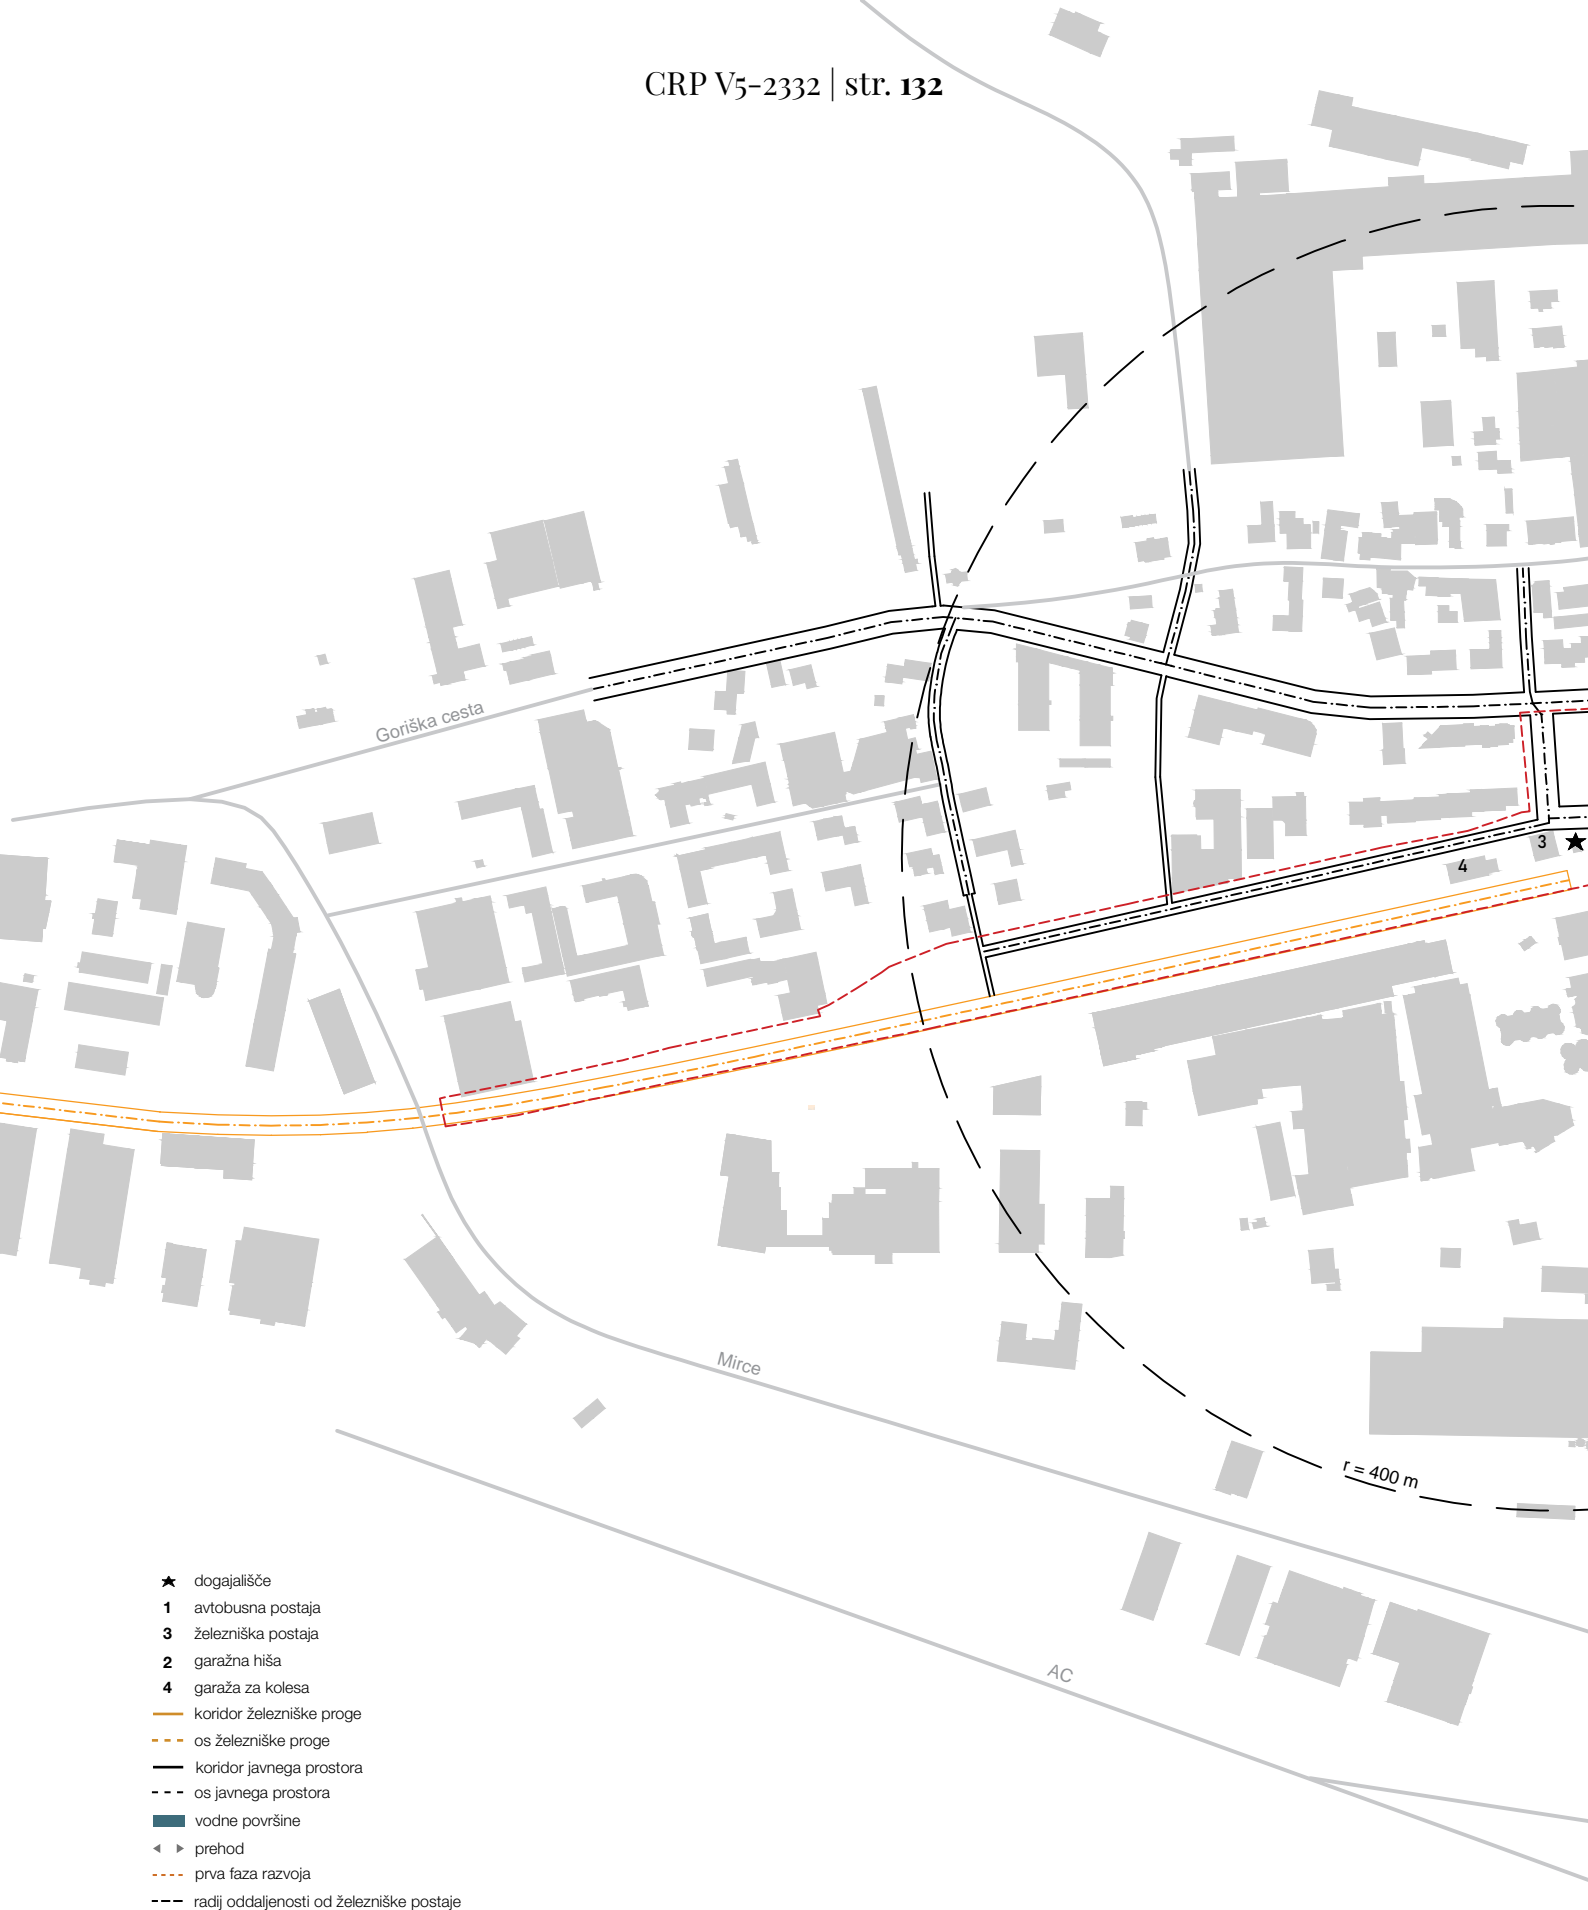 CRP V5-2332 | str. 132
Goriška cesta
3
4
Mirce
r = 400 m
AC
dogajališče
1 avtobusna postaja
3 železniška postaja
2 garažna hiša
4 garaža za kolesa
koridor železniške proge
os železniške proge
koridor javnega prostora
os javnega prostora
vodne površine
prehod
prva faza razvoja
radij oddaljenosti od železniške postaje